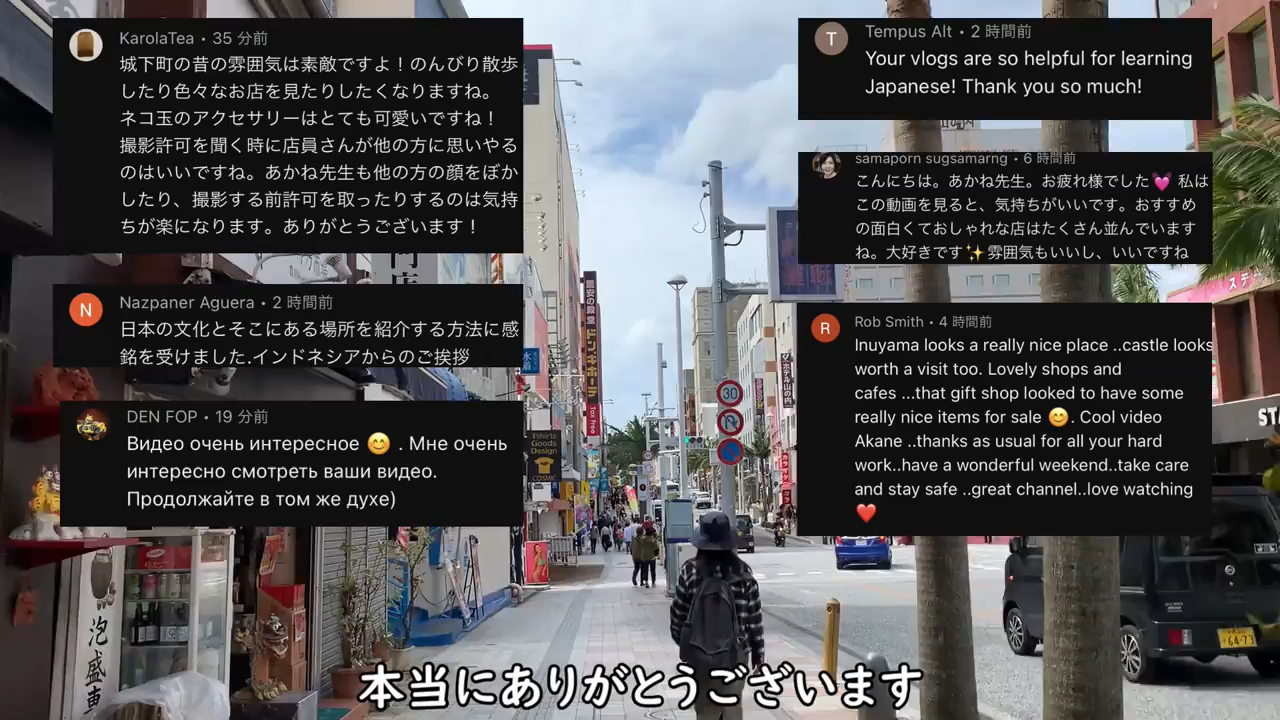 KarolaTea • 35 分前
城下町の昔の雰囲気は素敵ですよ！のんびり散歩
したり色々なお店を見たりしたくなりますね。
ネコ玉のアクセサリーはとても可愛いですね！
撮影許可を聞く時に店員さんが他の方に思いやる
のはいいですね。あかね先生も他の方の顔をぼか
したり、撮影する前許可を取ったりするのは気持
ちが楽になります。ありがとうございます！
N
Nazpaner Aguera • 2 時間前
日本の文化とそこにある場所を紹介する方法に感
銘を受けました.インドネシアからのご挨拶
DEN FOP • 19 分前
Видео очень интересное 😊 . Мне очень
интересно смотреть ваши видео.
Продолжайте в том же духе)
T
Tempus Alt • 2 時間前
Your vlogs are so helpful for learning
Japanese! Thank you so much!
samaporn sugsamarng • 6 時間前
こんにちは。あかね先生。お疲れ様でした💓 私は
この動画を見ると、気持ちがいいです。おすすめ
の面白くておしゃれな店はたくさん並んでいます
ね。大好きです✨雰囲気もいいし、いいですね
R
Rob Smith • 4 時間前
Inuyama looks a really nice place ..castle looks
worth a visit too. Lovely shops and
cafes ...that gift shop looked to have some
really nice items for sale 😊. Cool video
Akane ..thanks as usual for all your hard
work..have a wonderful weekend..take care
and stay safe ..great channel..love watching
❤️
ドン・キホーテ
Tax Free
Tshirts
Goods
Design
COSMIC
30
ステ
ST
64-73
泡盛
本当にありがとうございます